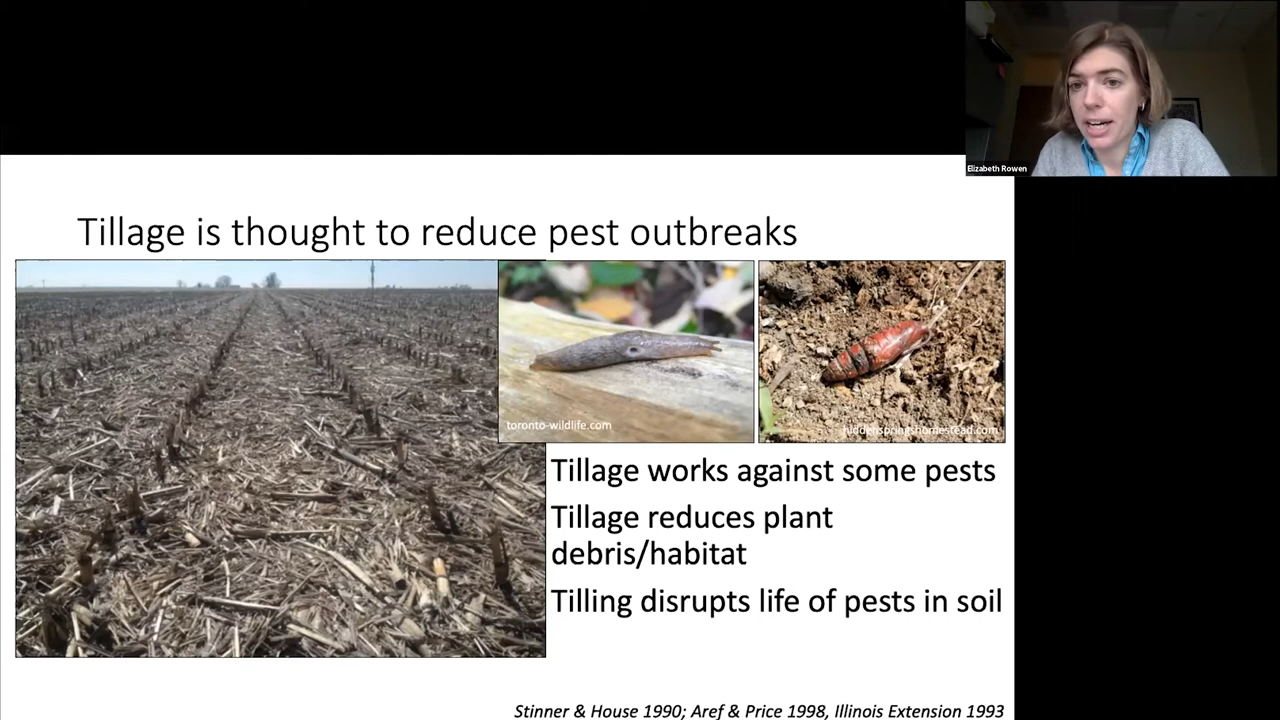 Elizabeth Rowen
Tillage is thought to reduce pest outbreaks
toronto-wildlife.com
hiddenspringshomestead.com
Tillage works against some pests
Tillage reduces plant
debris/habitat
Tilling disrupts life of pests in soil
Stinner & House 1990; Aref & Price 1998, Illinois Extension 1993